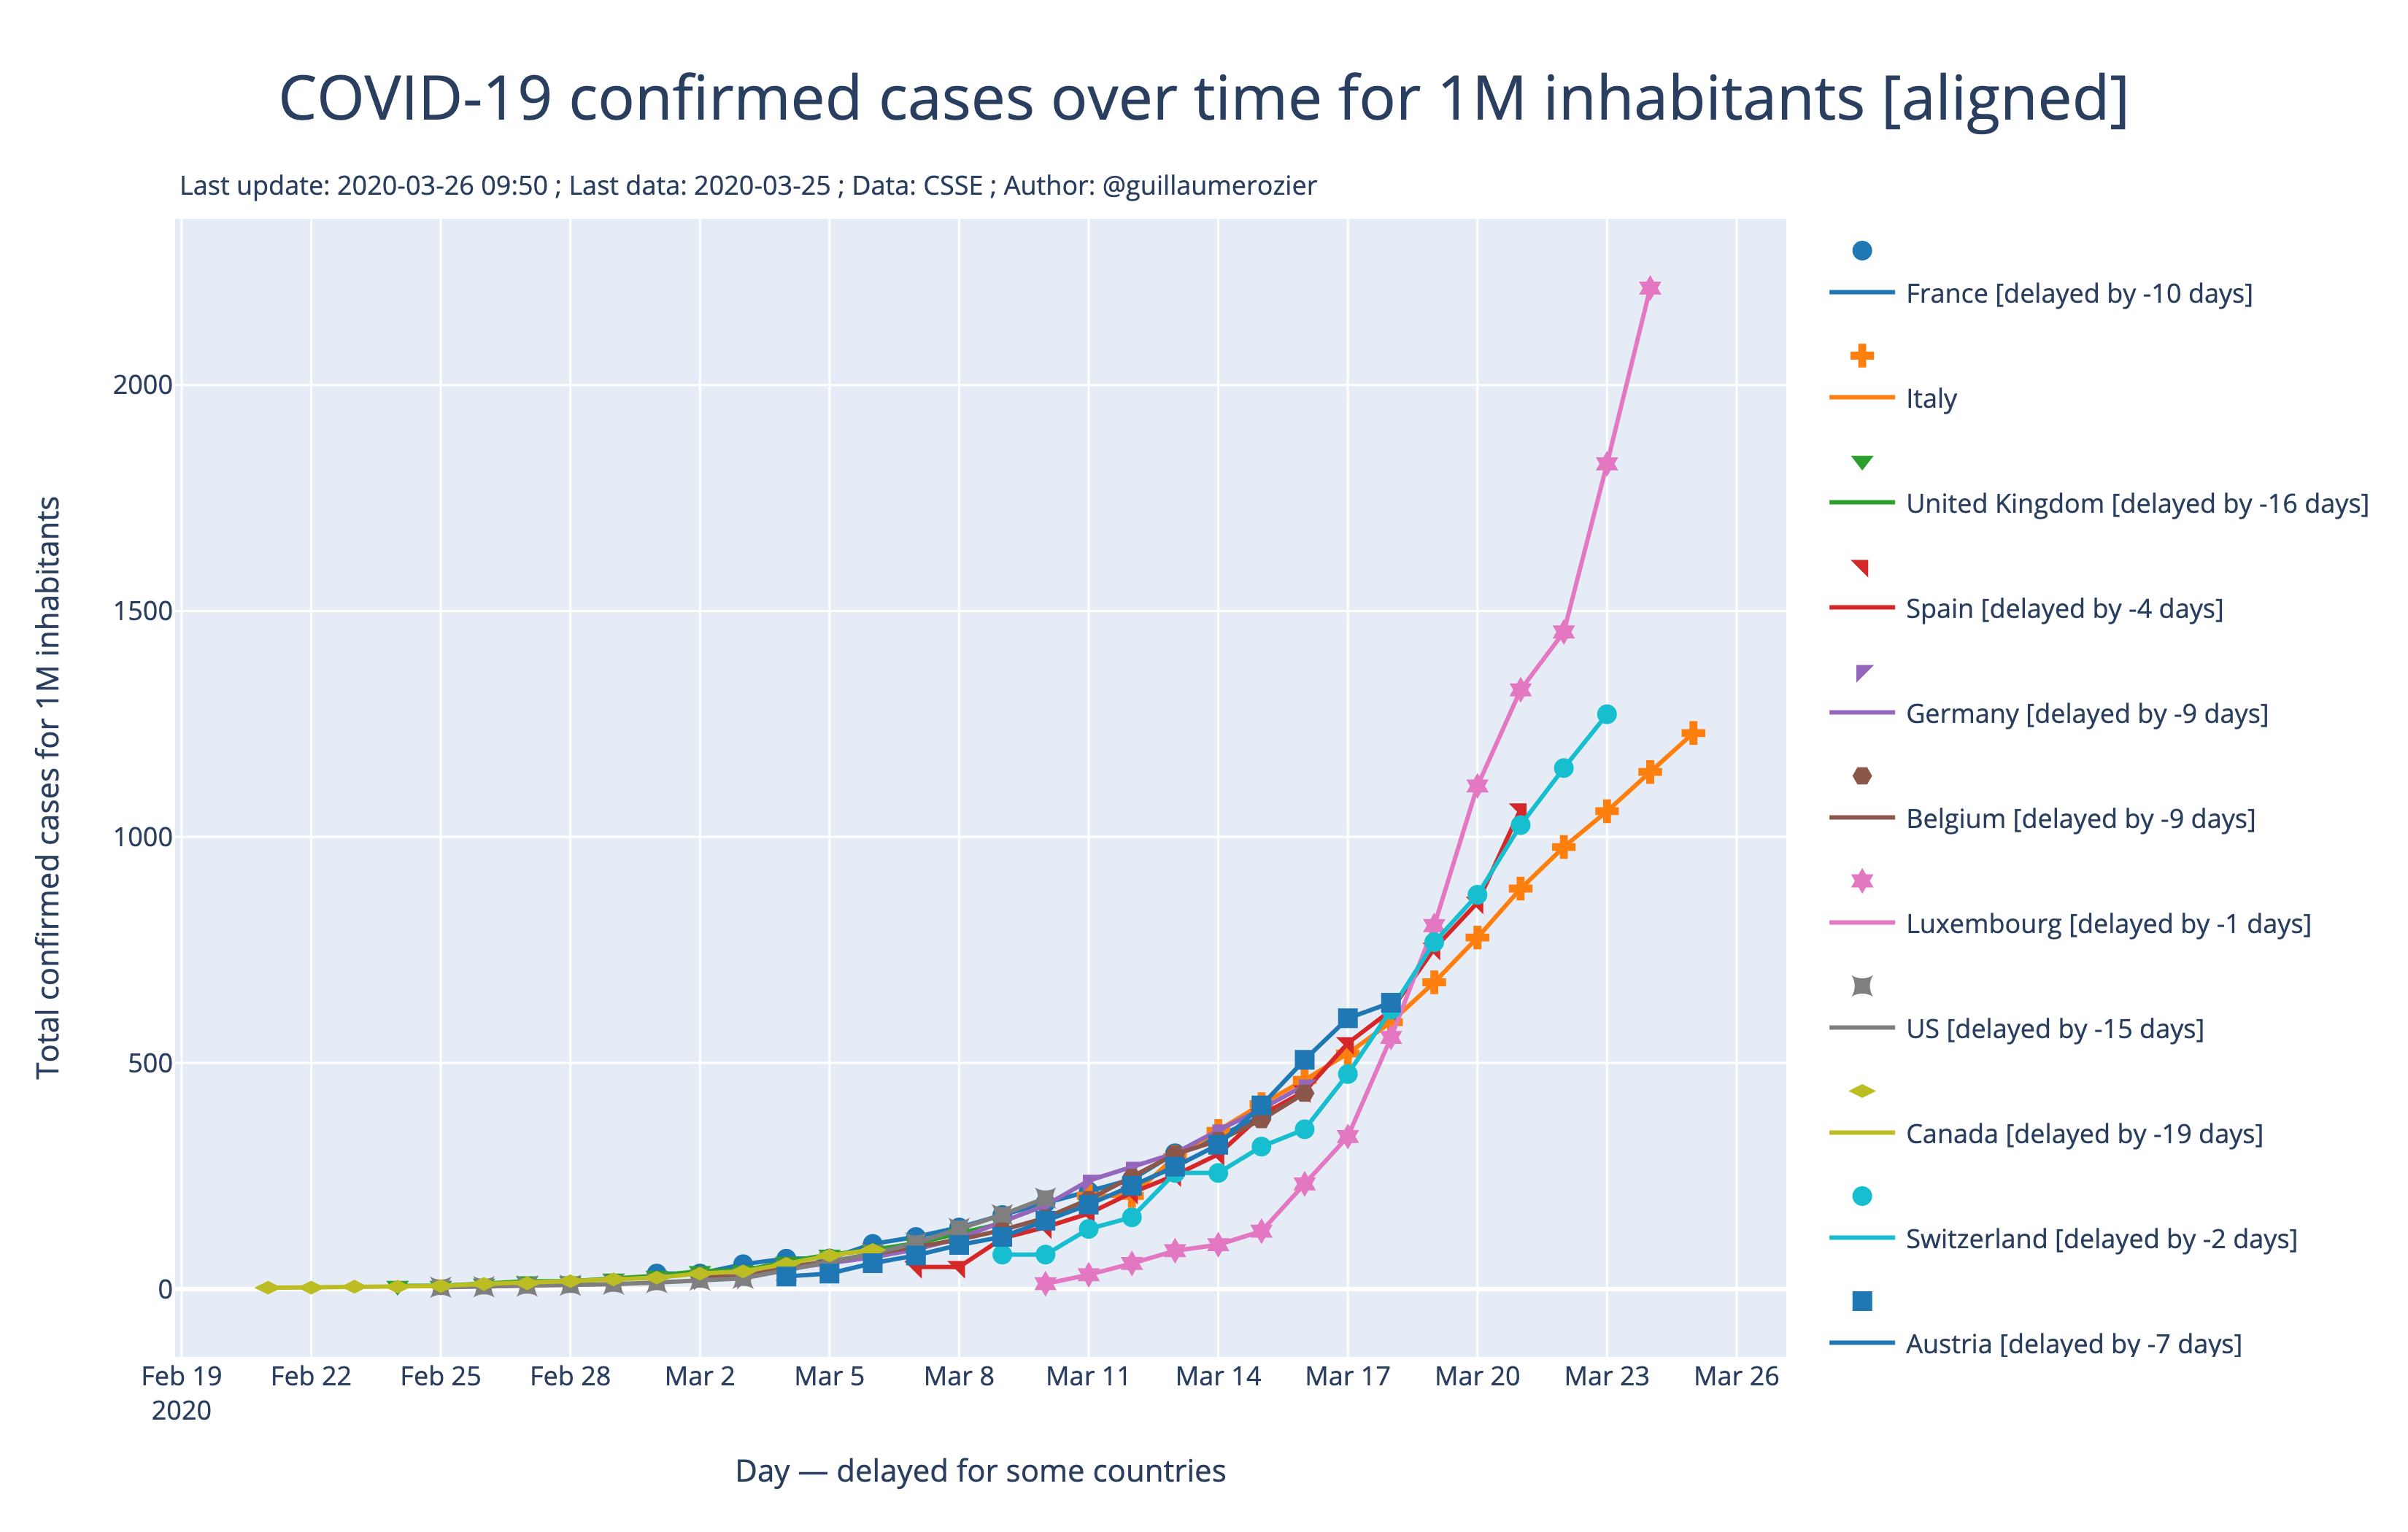 COVID-19 confirmed cases over time for 1M inhabitants [aligned]
Last update: 2020-03-26 09:50 ; Last data: 2020-03-25 ; Data: CSSE ; Author: @guillaumerozier
Total confirmed cases for 1M inhabitants
2000
1500
1000
500
0
Feb 19
2020
Feb 22
Feb 25
Feb 28
Mar 2
Mar 5
Mar 8
Mar 11
Mar 14
Mar 17
Mar 20
Mar 23
Mar 26
Day — delayed for some countries
France [delayed by -10 days]
Italy
United Kingdom [delayed by -16 days]
Spain [delayed by -4 days]
Germany [delayed by -9 days]
Belgium [delayed by -9 days]
Luxembourg [delayed by -1 days]
US [delayed by -15 days]
Canada [delayed by -19 days]
Switzerland [delayed by -2 days]
Austria [delayed by -7 days]